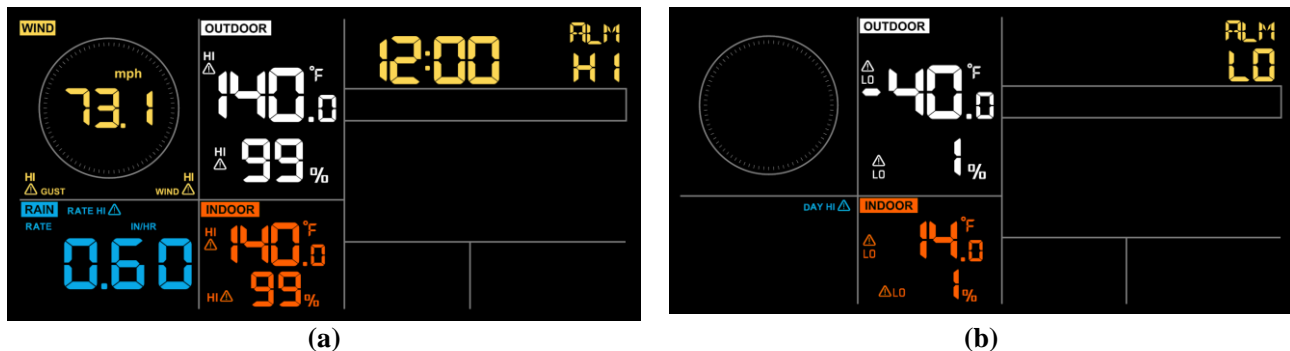 WIND
mph
73.1
HI
GUST
HI
WIND
OUTDOOR
HI
140.0 °F
HI
99 %
12:00
ALM
HI
RAIN RATE HI
RATE IN/HR
0.60
INDOOR
HI
140.0 °F
HI 99 %
(a)
OUTDOOR
LO
-40.0 °F
LO
1 %
ALM
LO
DAY HI
INDOOR
LO
14.0 °F
LO 1 %
(b)